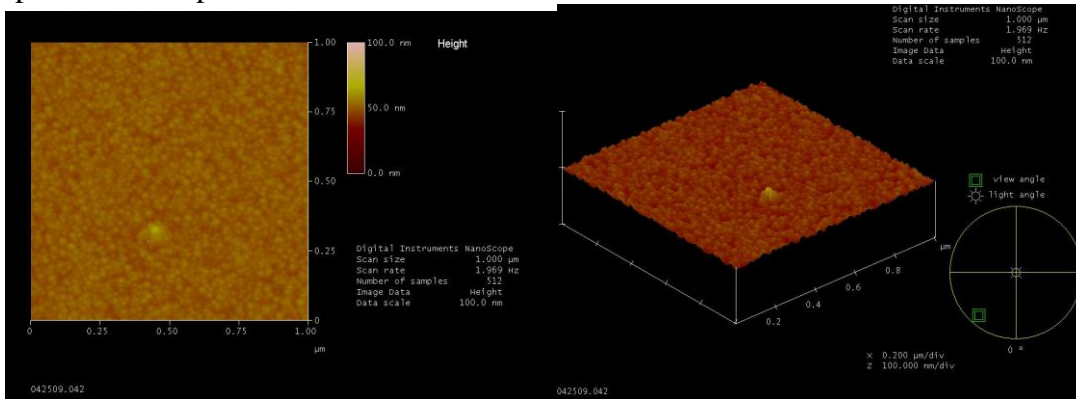 1.00
100.0 nm
Height
0.75
50.0 nm
0.50
0.0 nm
0.25
Digital Instruments NanoScope
Scan size 1.000 µm
Scan rate 1.969 Hz
Number of samples 512
Image Data Height
Data scale 100.0 nm
0
0 0.25 0.50 0.75 1.00
µm
042509.042
Digital Instruments NanoScope
Scan size 1.000 µm
Scan rate 1.969 Hz
Number of samples 512
Image Data Height
Data scale 100.0 nm
view angle
light angle
µm
0.8
0.6
0.4
0.2
0 °
X 0.200 µm/div
Z 100.000 nm/div
042509.042